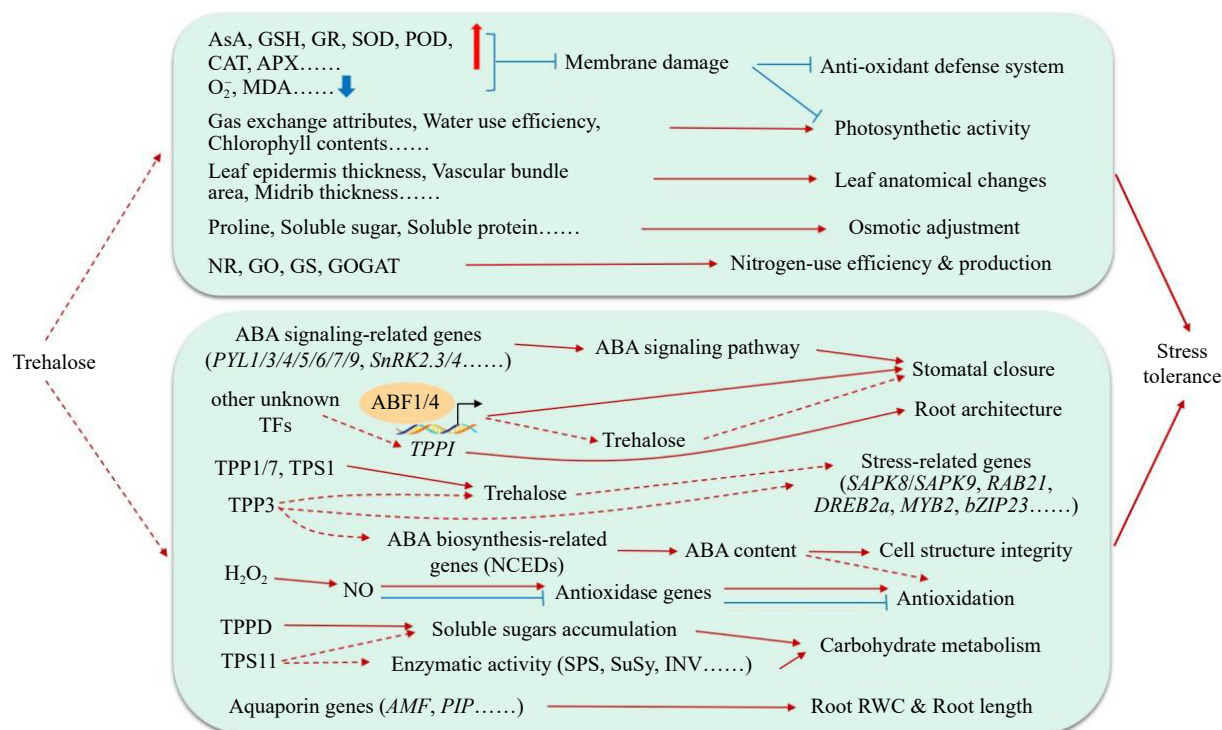 AsA, GSH, GR, SOD, POD,
CAT, APX……
O₂⁻, MDA……
Membrane damage
Anti-oxidant defense system
Gas exchange attributes, Water use efficiency,
Chlorophyll contents……
Photosynthetic activity
Leaf epidermis thickness, Vascular bundle
area, Midrib thickness……
Leaf anatomical changes
Proline, Soluble sugar, Soluble protein……
Osmotic adjustment
NR, GO, GS, GOGAT
Nitrogen-use efficiency & production
Trehalose
Stress
tolerance
ABA signaling-related genes
(PYL1/3/4/5/6/7/9, SnRK2.3/4……)
ABA signaling pathway
Stomatal closure
other unknown
TFs
ABF1/4
TPPI
Trehalose
Root architecture
TPP1/7, TPS1
TPP3
Trehalose
Stress-related genes
(SAPK8/SAPK9, RAB21,
DREB2a, MYB2, bZIP23……)
ABA biosynthesis-related
genes (NCEDs)
ABA content
Cell structure integrity
H₂O₂
NO
Antioxidase genes
Antioxidation
TPPD
Soluble sugars accumulation
TPS11
Enzymatic activity (SPS, SuSy, INV……)
Carbohydrate metabolism
Aquaporin genes (AMF, PIP……)
Root RWC & Root length